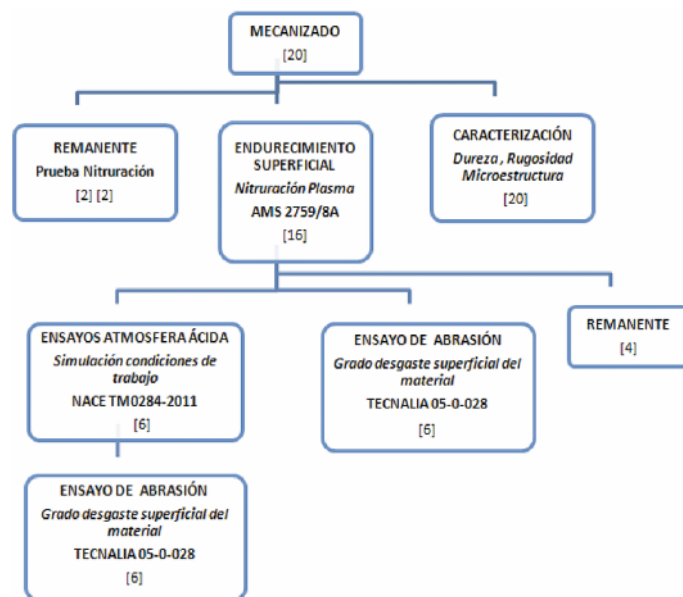 MECANIZADO
[20]
REMANENTE
Prueba Nitruración
[2] [2]
ENDURECIMIENTO
SUPERFICIAL
Nitruración Plasma
AMS 2759/8A
[16]
CARACTERIZACIÓN
Dureza , Rugosidad
Microestructura
[20]
ENSAYOS ATMOSFERA ÁCIDA
Simulación condiciones de
trabajo
NACE TM0284-2011
[6]
ENSAYO DE ABRASIÓN
Grado desgaste superficial del
material
TECNALIA 05-0-028
[6]
REMANENTE
[4]
ENSAYO DE ABRASIÓN
Grado desgaste superficial del
material
TECNALIA 05-0-028
[6]